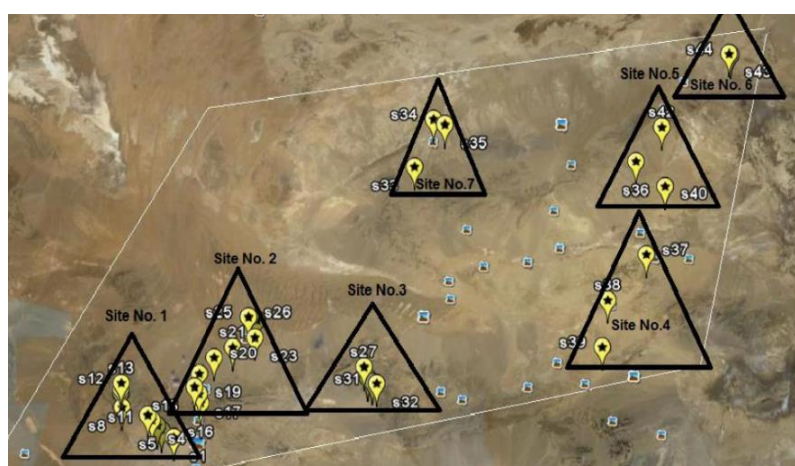 s44
s43
Site No.5
Site No. 6
s34
s35
s42
s33
Site No.7
s36
s40
s37
Site No. 2
s38
Site No.3
s25
s26
Site No. 1
s21
Site No.4
s20
s23
s39
s13
s27
s12
s31
s19
s32
s11
s8
s16
s5
s4